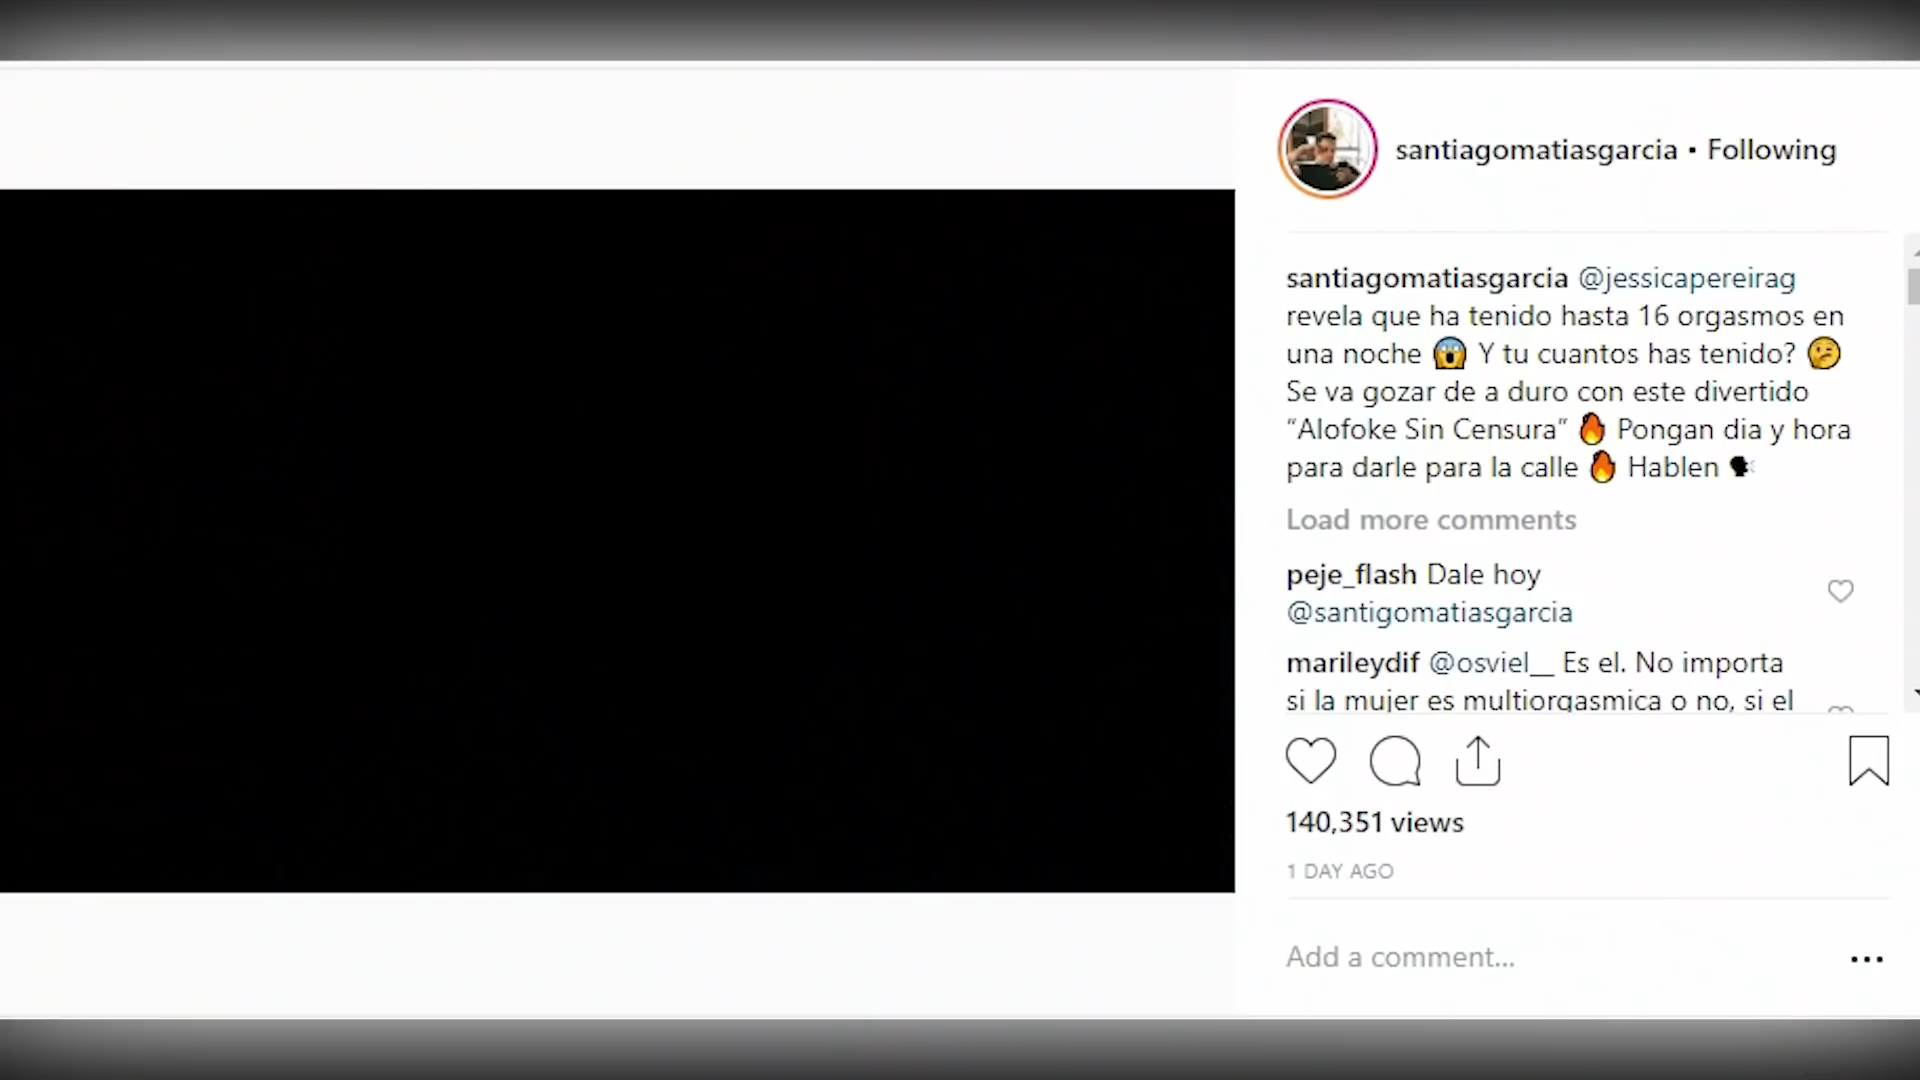 santiagomatiasgarcia • Following
santiagomatiasgarcia @jessicapereirag
revela que ha tenido hasta 16 orgasmos en
una noche 😱 Y tu cuantos has tenido? 🤔
Se va gozar de a duro con este divertido
“Alofoke Sin Censura” 🔥 Pongan dia y hora
para darle para la calle 🔥 Hablen 🗣
Load more comments
peje_flash Dale hoy
@santigomatiasgarcia
marileydif @osviel__ Es el. No importa
si la mujer es multiorgasmica o no, si el
140,351 views
1 DAY AGO
Add a comment...